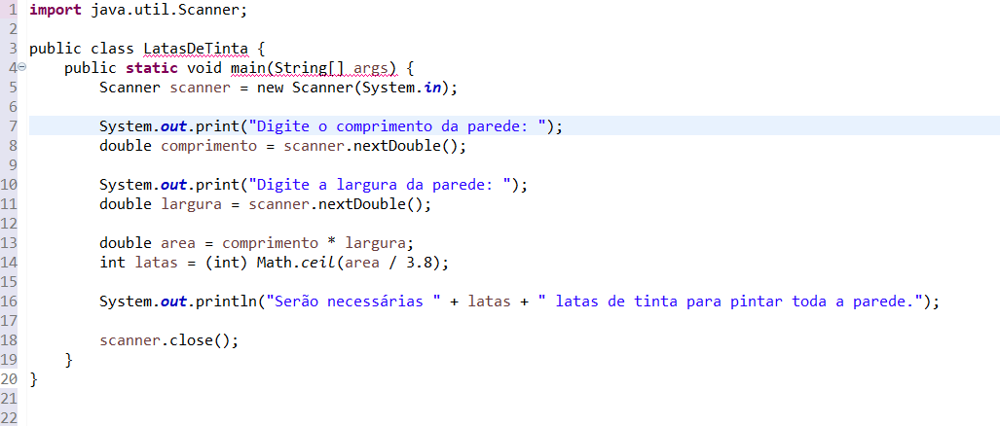 1 import java.util.Scanner;
2
3 public class LatasDeTinta {
4 public static void main(String[] args) {
5 Scanner scanner = new Scanner(System.in);
6
7 System.out.print("Digite o comprimento da parede: ");
8 double comprimento = scanner.nextDouble();
9
10 System.out.print("Digite a largura da parede: ");
11 double largura = scanner.nextDouble();
12
13 double area = comprimento * largura;
14 int latas = (int) Math.ceil(area / 3.8);
15
16 System.out.println("Serão necessárias " + latas + " latas de tinta para pintar toda a parede.");
17
18 scanner.close();
19 }
20 }
21
22